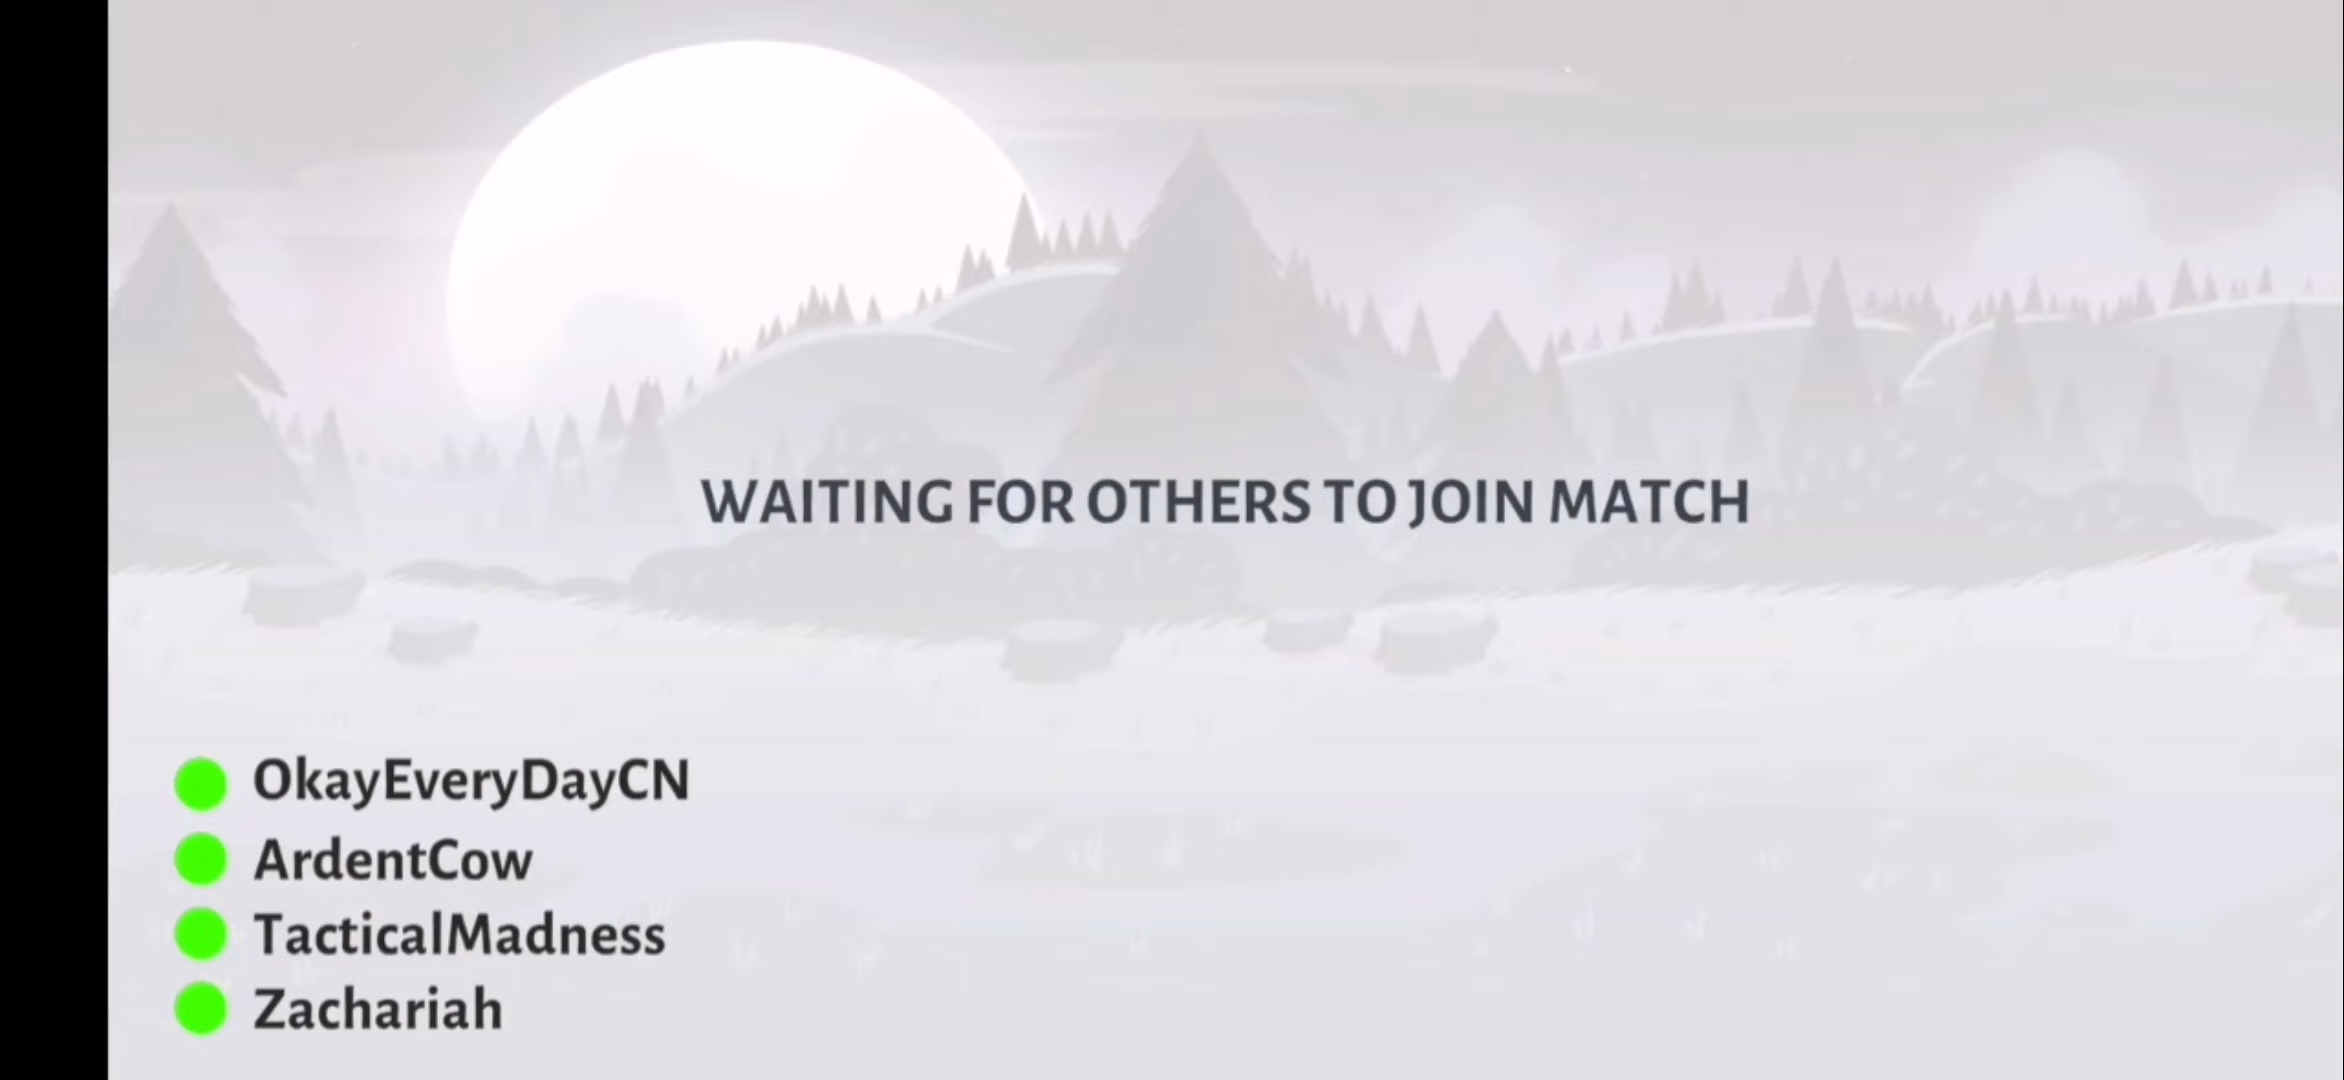 WAITING FOR OTHERS TO JOIN MATCH
OkayEveryDayCN
ArdentCow
TacticalMadness
Zachariah